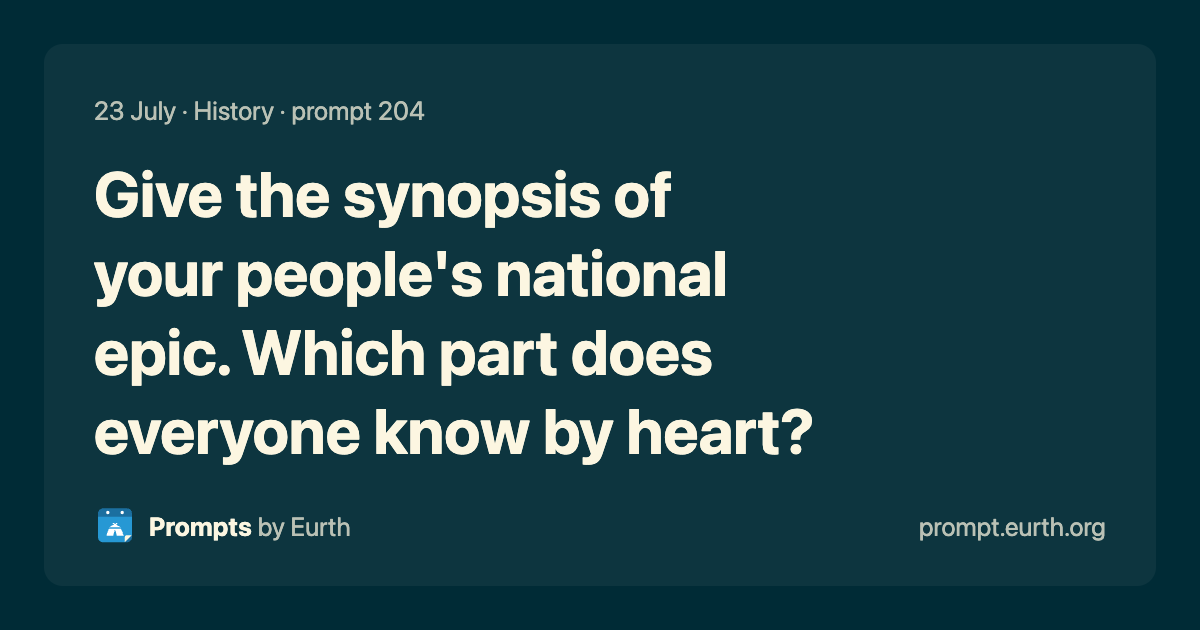 23 July · History · prompt 204
Give the synopsis of
your people's national
epic. Which part does
everyone know by heart?
Prompts by Eurth
prompt.eurth.org